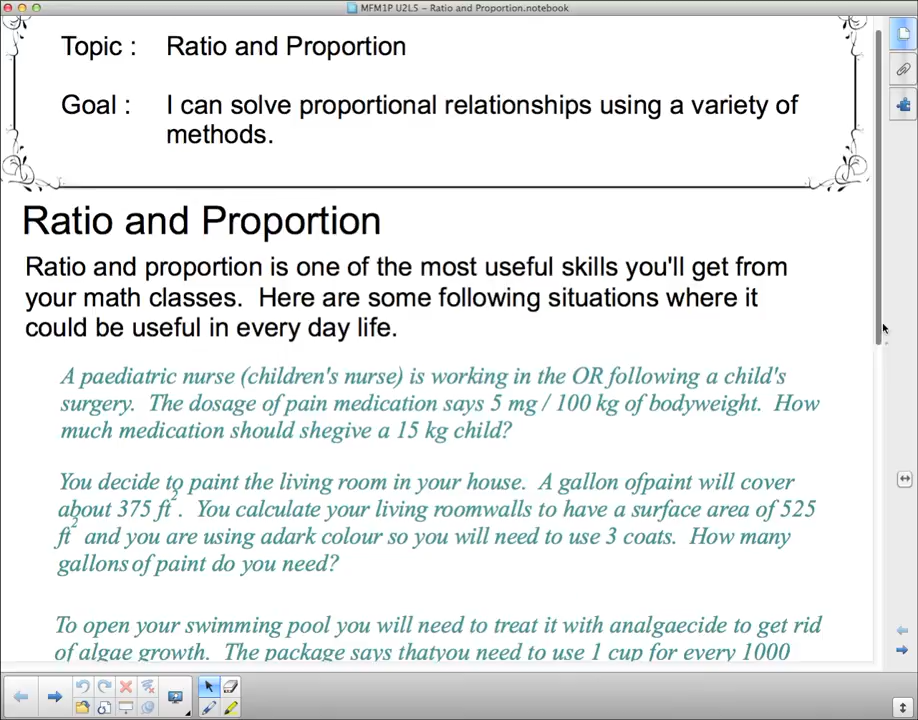 MFM1P U2L5 – Ratio and Proportion.notebook
Topic : Ratio and Proportion
Goal : I can solve proportional relationships using a variety of
methods.
Ratio and Proportion
Ratio and proportion is one of the most useful skills you'll get from
your math classes. Here are some following situations where it
could be useful in every day life.
A paediatric nurse (children's nurse) is working in the OR following a child's
surgery. The dosage of pain medication says 5 mg / 100 kg of bodyweight. How
much medication should shegive a 15 kg child?
You decide to paint the living room in your house. A gallon ofpaint will cover
about 375 ft². You calculate your living roomwalls to have a surface area of 525
ft² and you are using adark colour so you will need to use 3 coats. How many
gallons of paint do you need?
To open your swimming pool you will need to treat it with analgaecide to get rid
of algae growth. The package says thatyou need to use 1 cup for every 1000